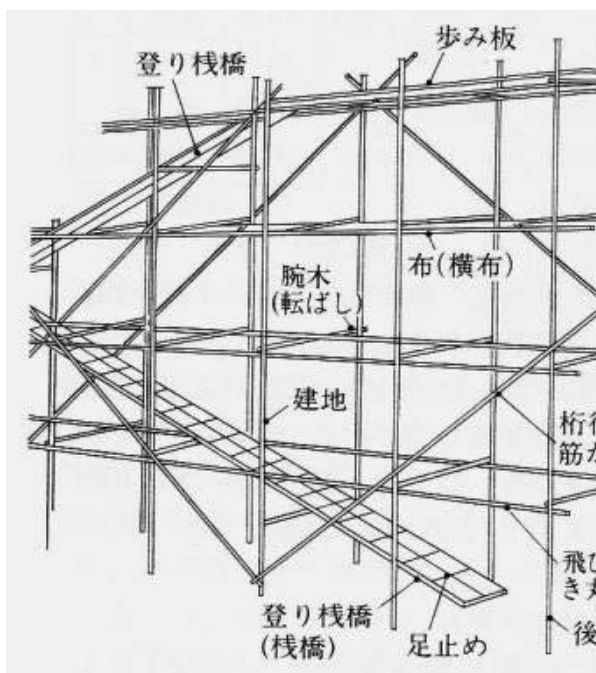 歩み板
登り桟橋
布(横布)
腕木
(転ばし)
建地
桁行
筋か
飛び
き丸
登り桟橋
(桟橋)
足止め
後